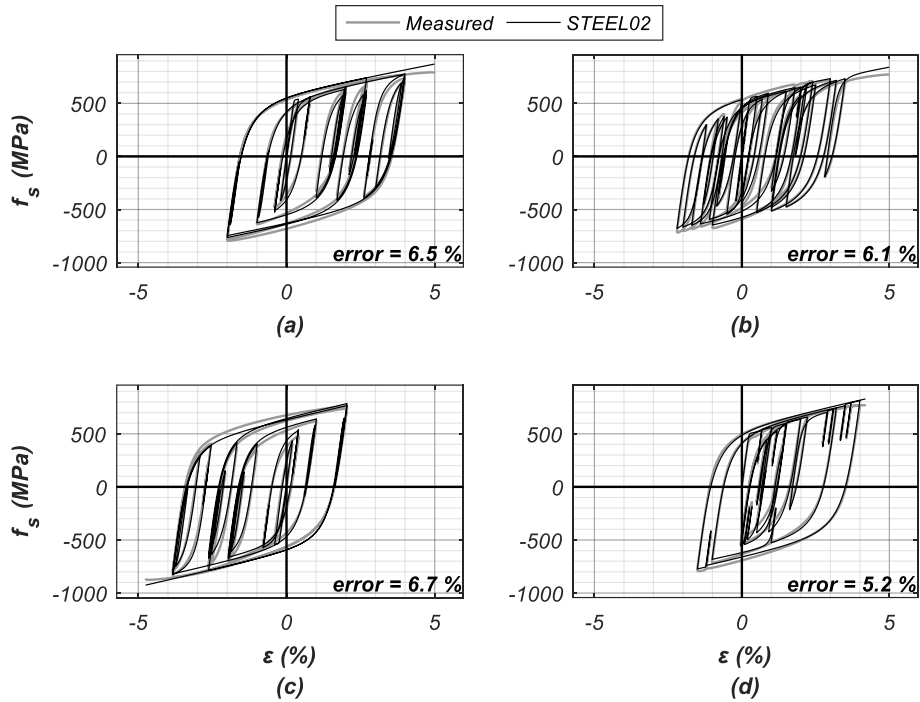 Measured STEEL02
f_s (MPa)
500
0
-500
-1000
error = 6.5 %
-5 0 5
(a)
500
0
-500
-1000
error = 6.1 %
-5 0 5
(b)
f_s (MPa)
500
0
-500
-1000
error = 6.7 %
-5 0 5
ε (%)
(c)
500
0
-500
-1000
error = 5.2 %
-5 0 5
ε (%)
(d)